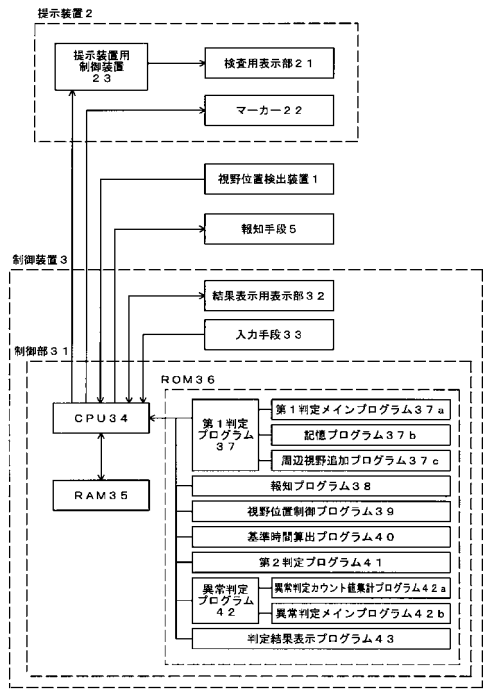 提示装置２
提示装置用
制御装置
２３
検査用表示部２１
マーカー２２
視野位置検出装置１
報知手段５
制御装置３
結果表示用表示部３２
入力手段３３
制御部３１
ＲＯＭ３６
ＣＰＵ３４
ＲＡＭ３５
第１判定
プログラム
３７
第１判定メインプログラム３７ａ
記憶プログラム３７ｂ
周辺視野追加プログラム３７ｃ
報知プログラム３８
視野位置制御プログラム３９
基準時間算出プログラム４０
第２判定プログラム４１
異常判定
プログラム
４２
異常判定カウント値集計プログラム４２ａ
異常判定メインプログラム４２ｂ
判定結果表示プログラム４３